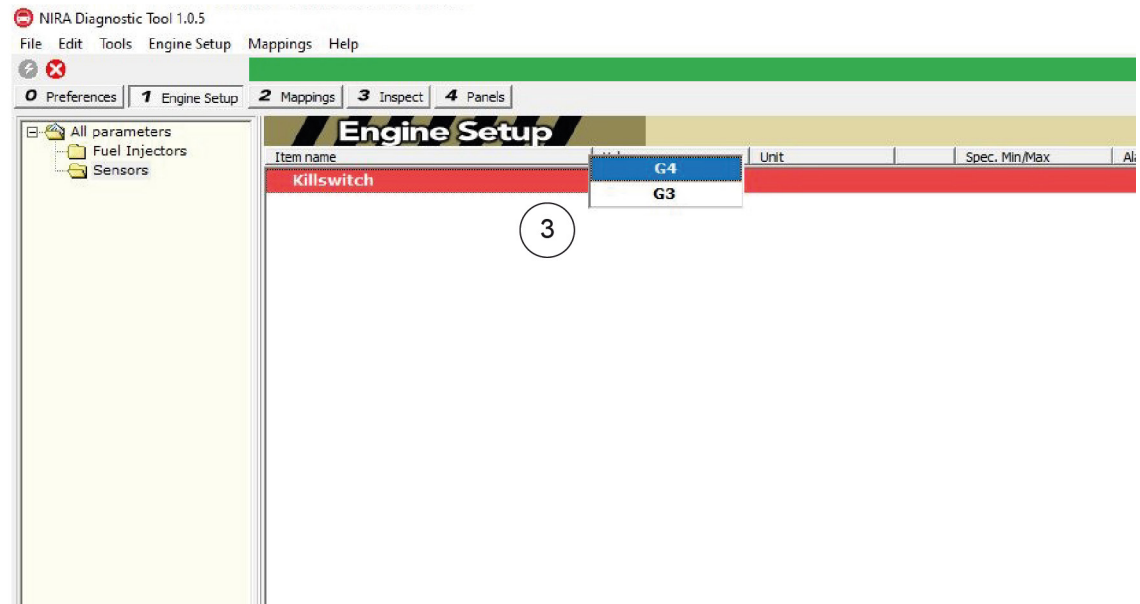 NIRA Diagnostic Tool 1.0.5
File Edit Tools Engine Setup Mappings Help
0 Preferences 1 Engine Setup 2 Mappings 3 Inspect 4 Panels
All parameters
Fuel Injectors
Sensors
Engine Setup
Item name Unit Spec. Min/Max
Killswitch
G4
G3
3